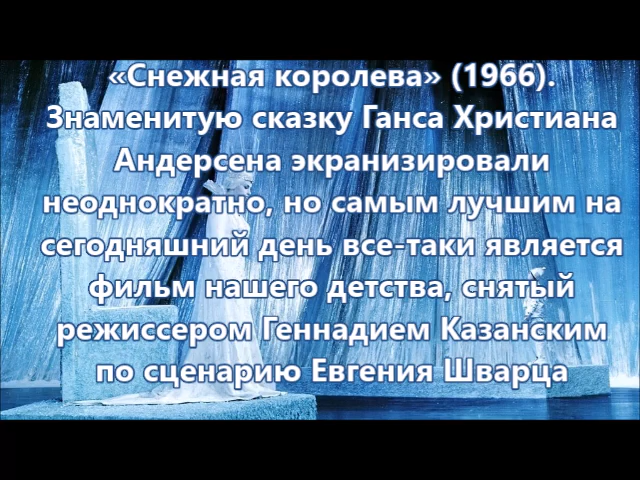 «Снежная королева» (1966).
Знаменитую сказку Ганса Христиана
Андерсена экранизировали
неоднократно, но самым лучшим на
сегодняшний день все-таки является
фильм нашего детства, снятый
режиссером Геннадием Казанским
по сценарию Евгения Шварца